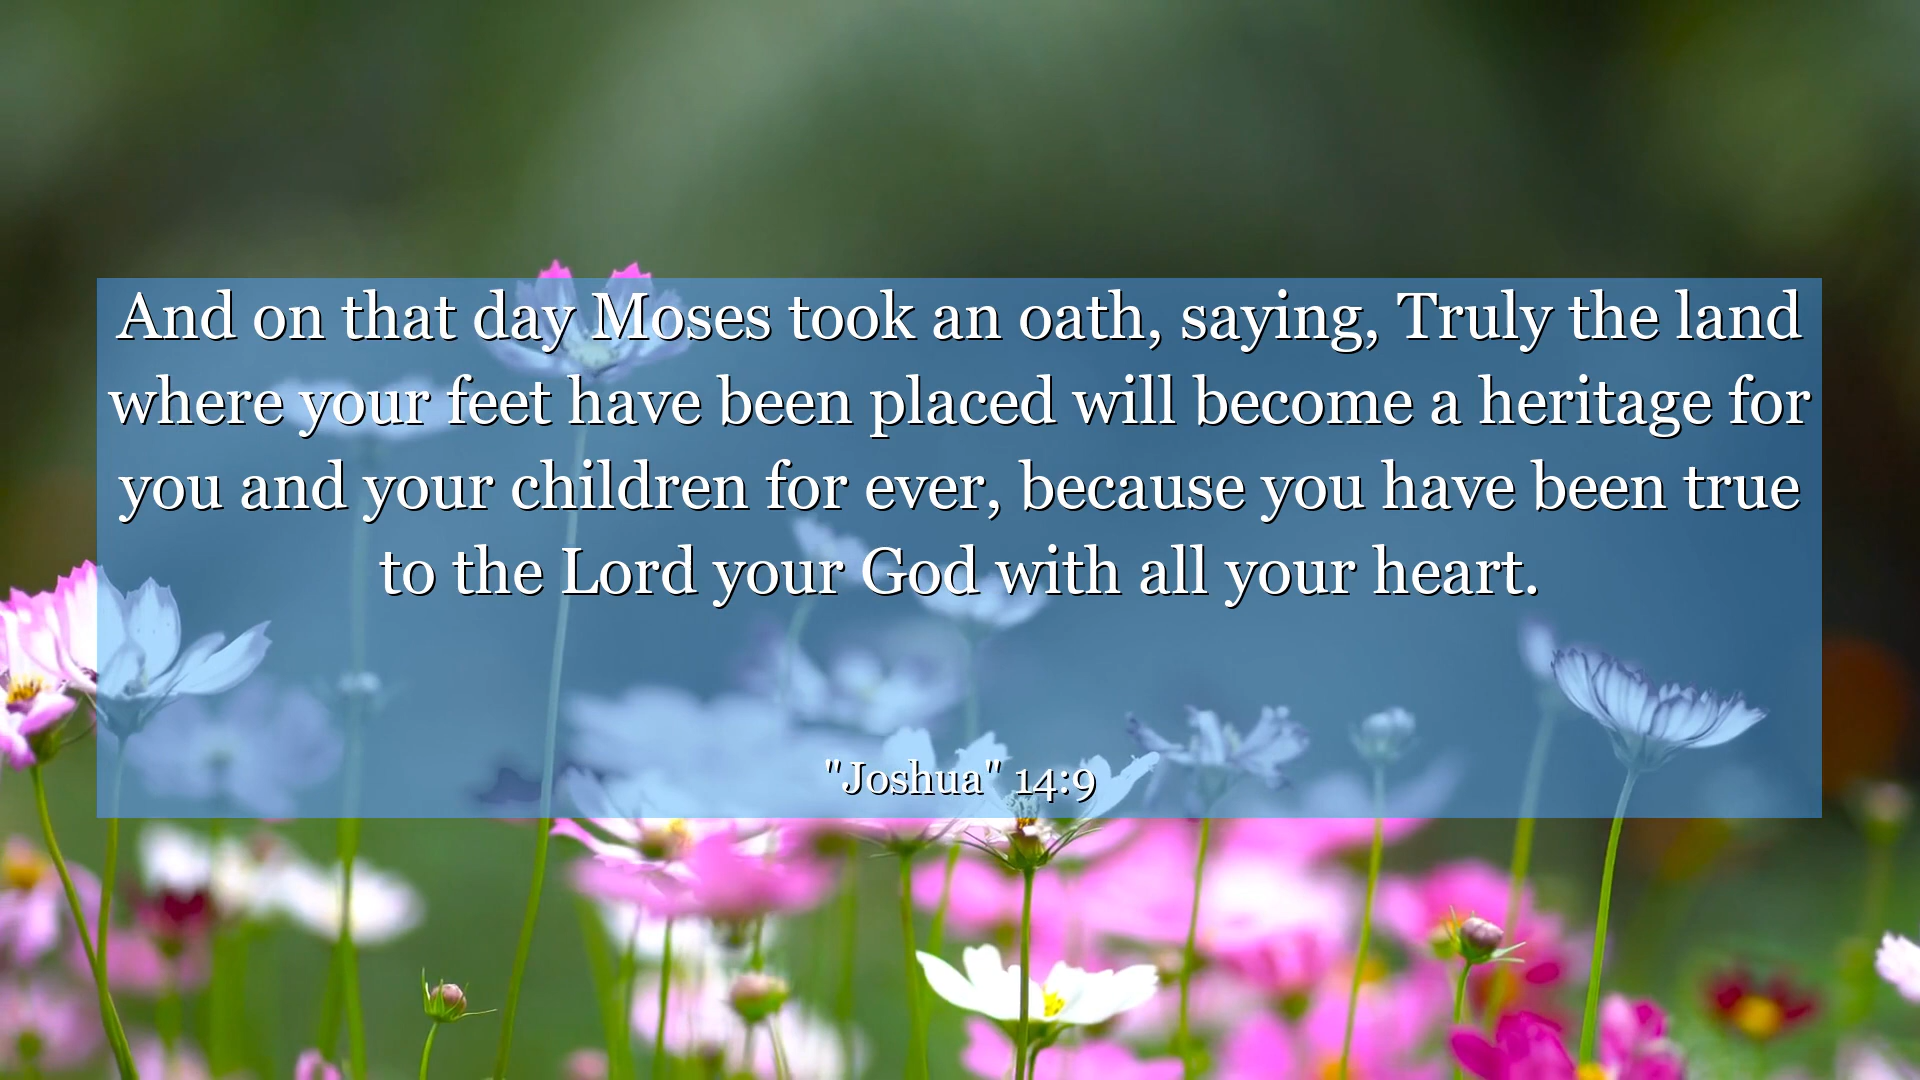 And on that day Moses took an oath, saying, Truly the land
where your feet have been placed will become a heritage for
you and your children for ever, because you have been true
to the Lord your God with all your heart.
"Joshua" 14:9